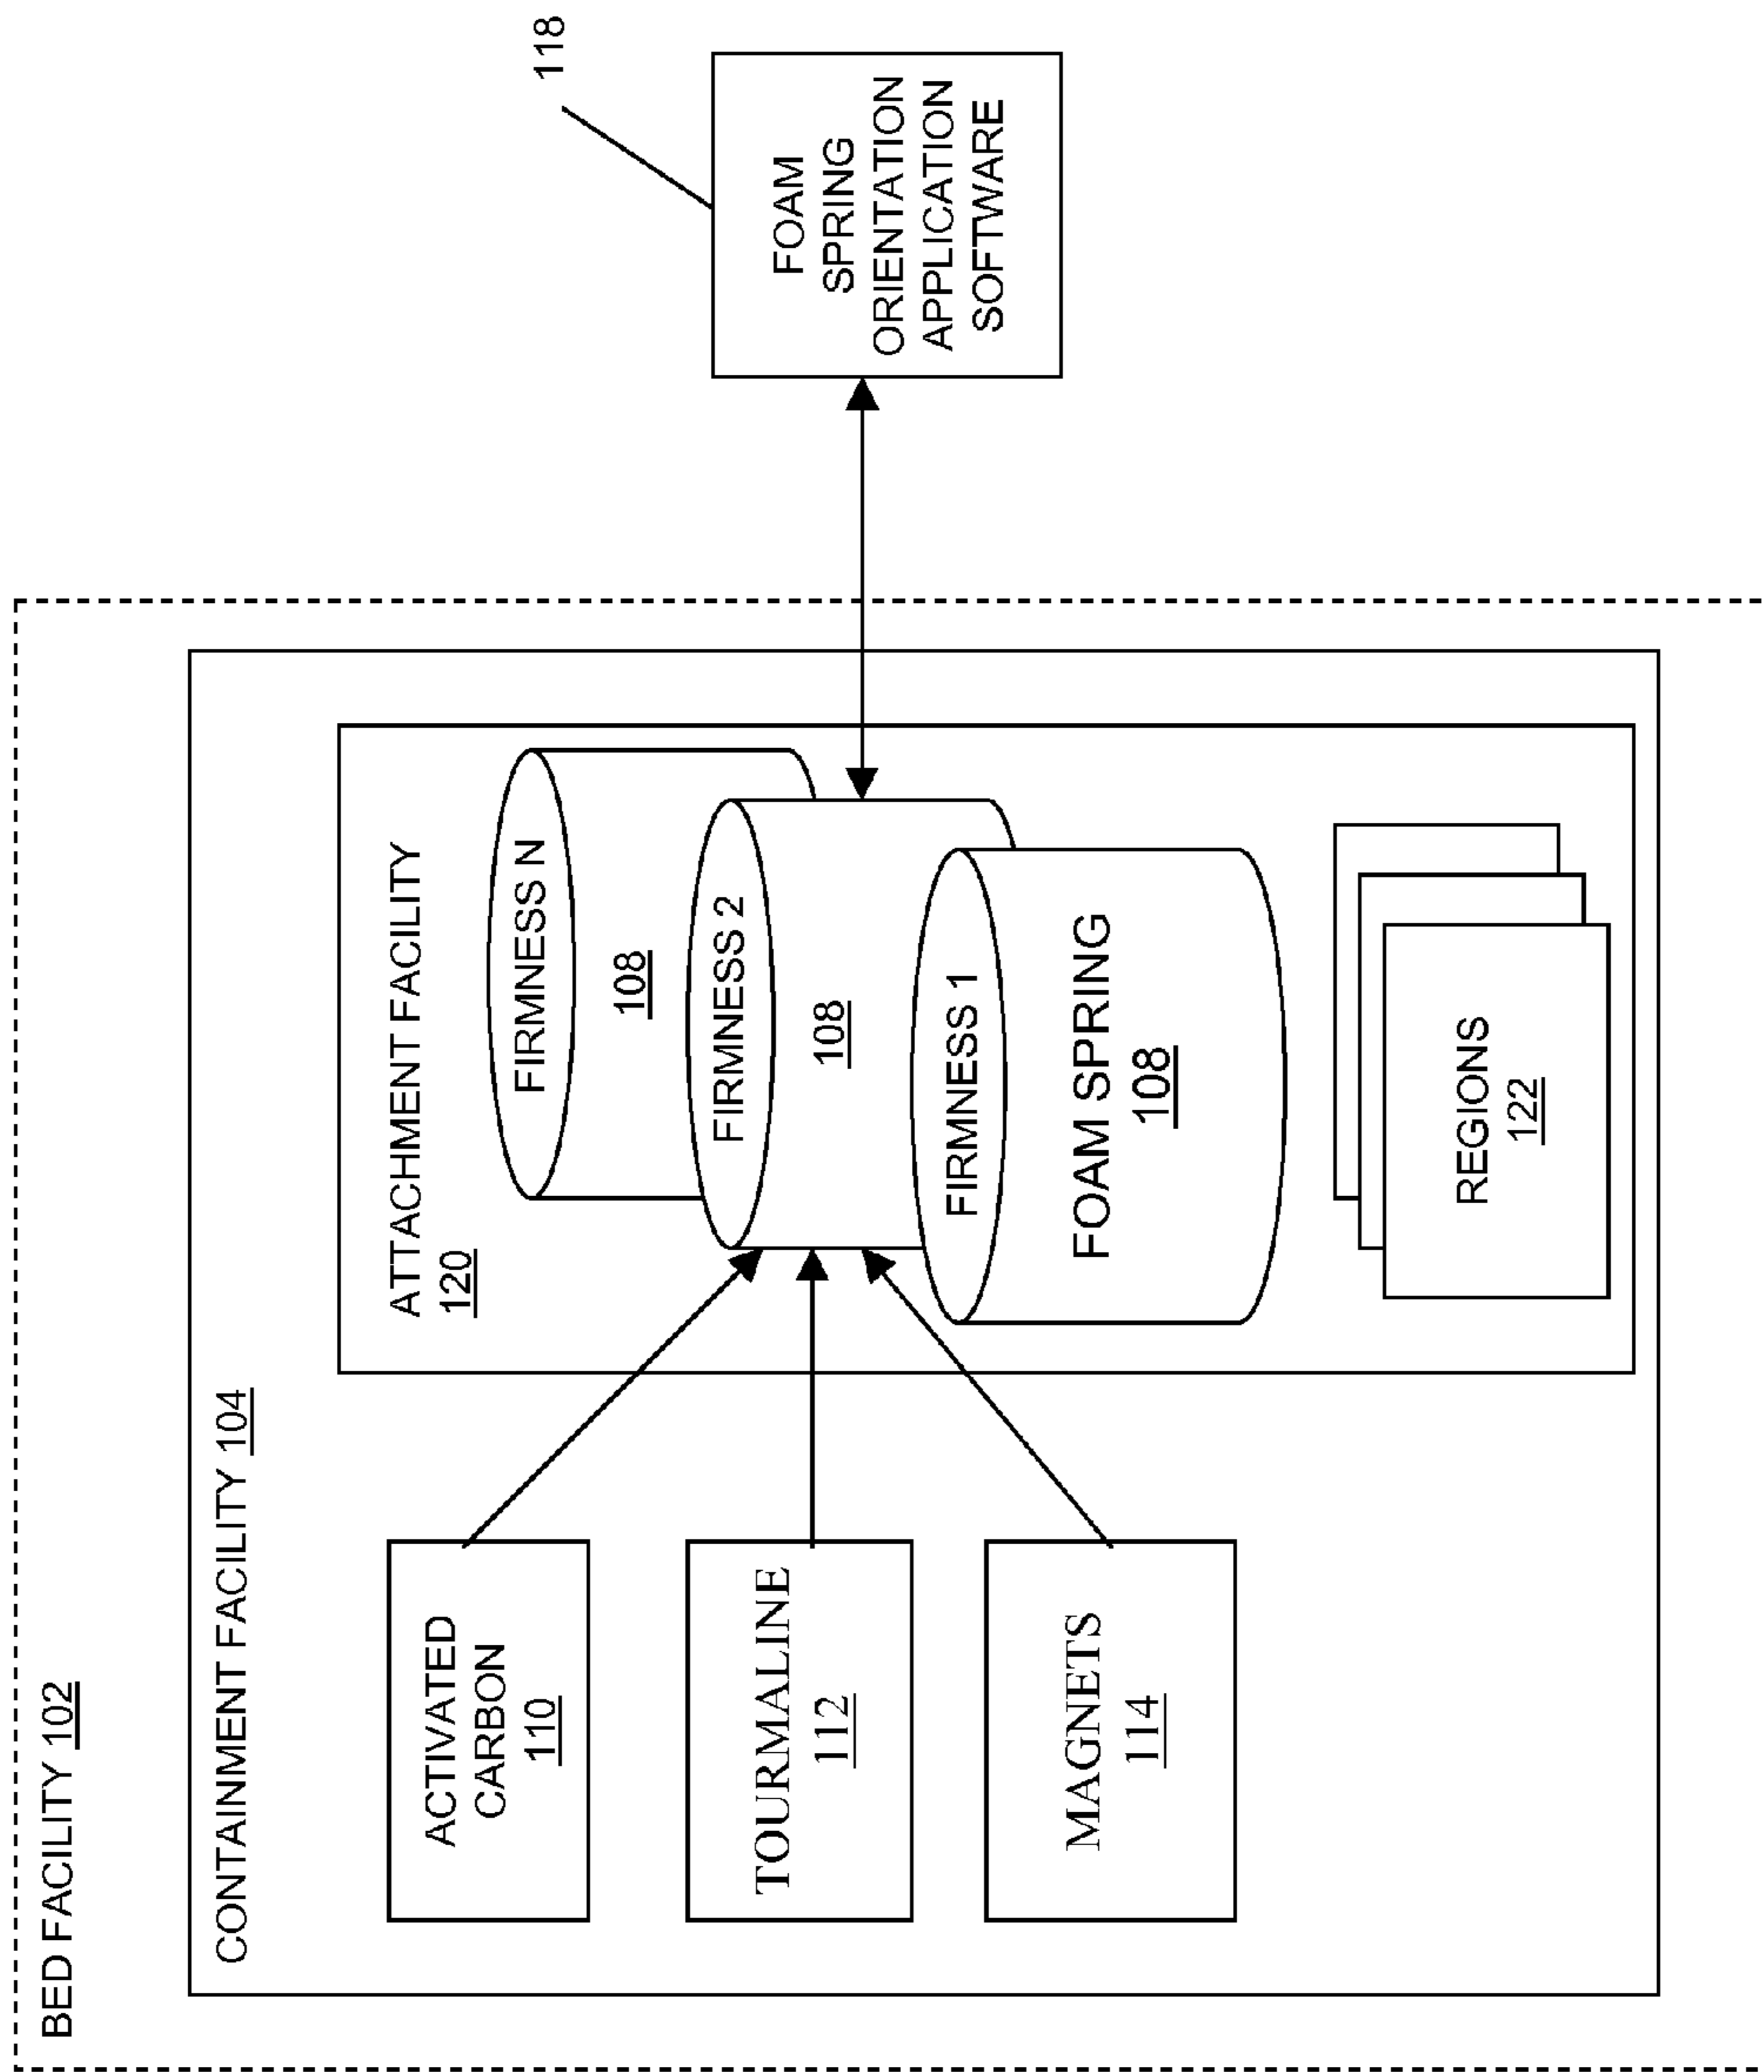 BED FACILITY 102
CONTAINMENT FACILITY 104
ACTIVATED
CARBON
110
TOURMALINE
112
MAGNETS
114
ATTACHMENT FACILITY
120
FIRMNESS N
108
FIRMNESS 2
108
FIRMNESS 1
FOAM SPRING
108
REGIONS
122
118
FOAM
SPRING
ORIENTATION
APPLICATION
SOFTWARE